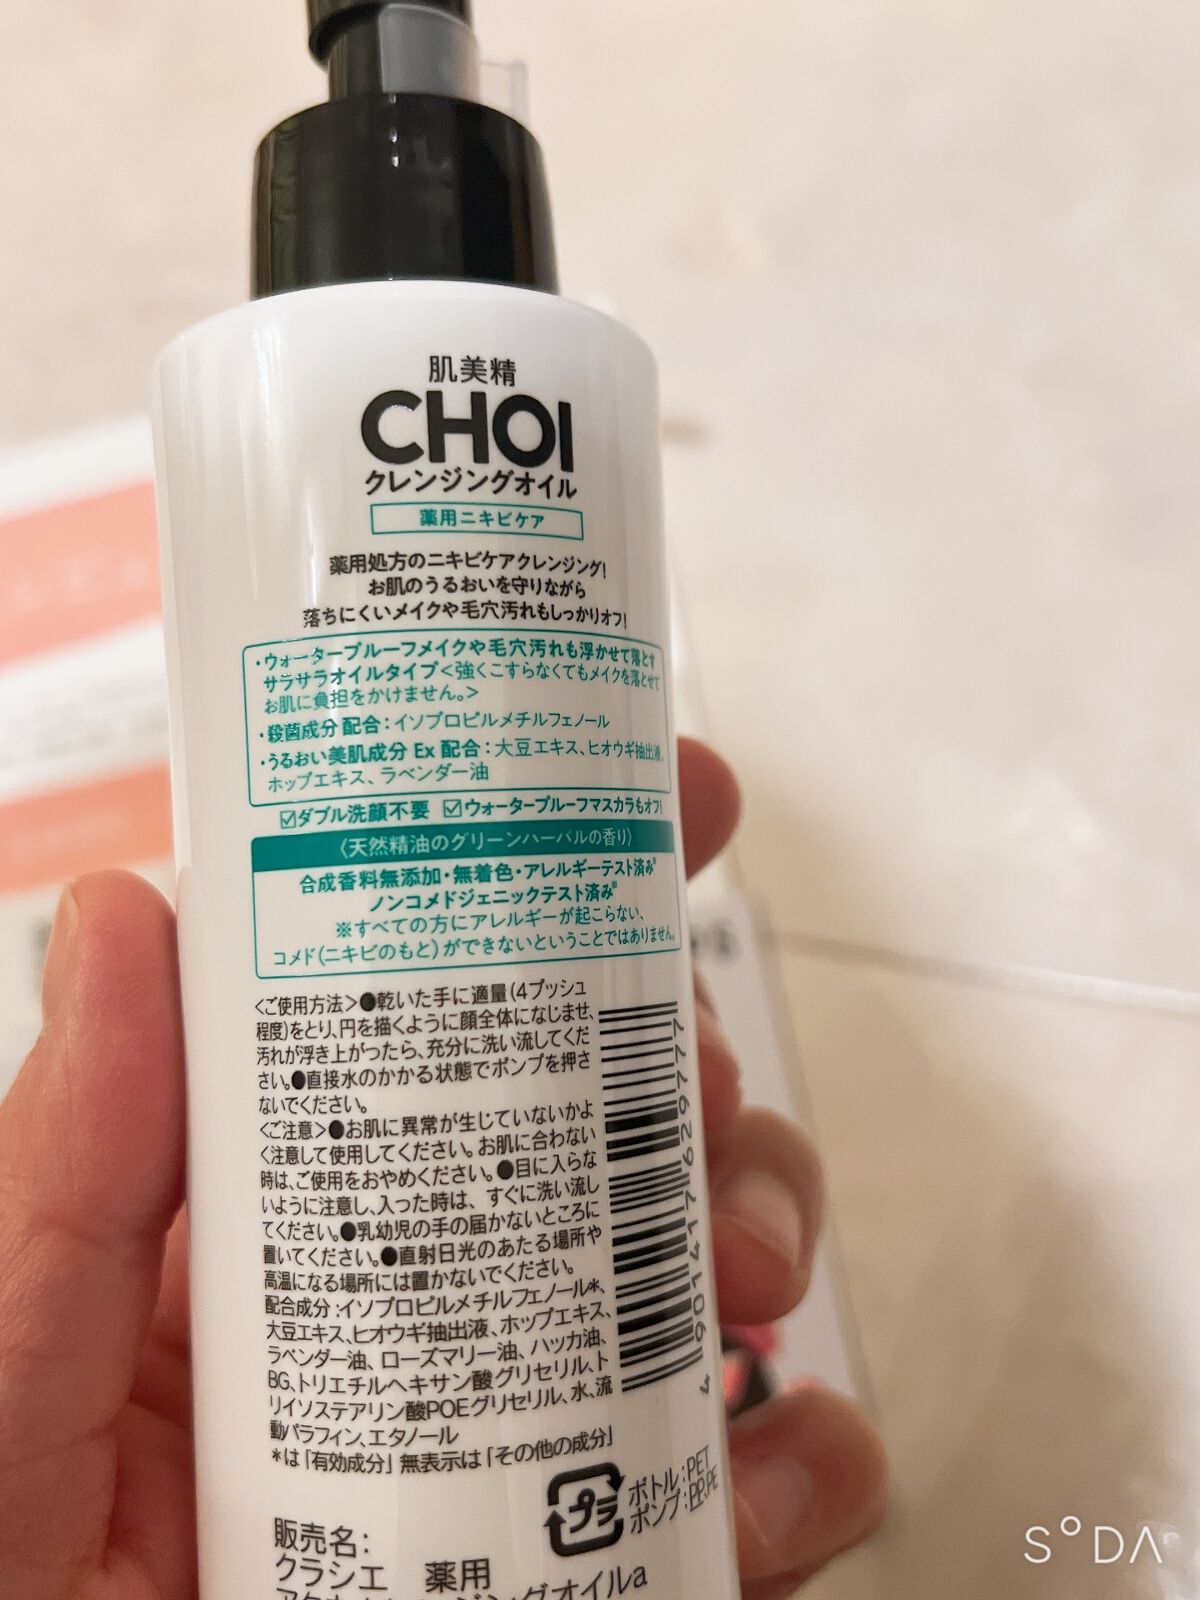 肌美精
CHOI
クレンジングオイル
薬用ニキビケア
薬用処方のニキビケアクレンジング!
お肌のうるおいを守りながら
落ちにくいメイクや毛穴汚れもしっかりオフ!
・ウォータープルーフメイクや毛穴汚れも浮かせて落とす
サラサラオイルタイプ<強くこすらなくてもメイクを落とせて
お肌に負担をかけません。>
・殺菌成分配合:イソプロピルメチルフェノール
・うるおい美肌成分 Ex 配合:大豆エキス、ヒオウギ抽出液、
ホップエキス、ラベンダー油
☑ダブル洗顔不要 ☑ウォータープルーフマスカラもオフ!
〈天然精油のグリーンハーバルの香り〉
合成香料無添加・無着色・アレルギーテスト済み※
ノンコメドジェニックテスト済み※
※すべての方にアレルギーが起こらない、
コメド(ニキビのもと)ができないということではありません。
<ご使用方法>●乾いた手に適量(4プッシュ
程度)をとり、円を描くように顔全体になじませ、
汚れが浮き上がったら、充分に洗い流してくだ
さい。●直接水のかかる状態でポンプを押さ
ないでください。
<ご注意>●お肌に異常が生じていないかよ
く注意して使用してください。お肌に合わない
時は、ご使用をおやめください。●目に入らな
いように注意し、入った時は、すぐに洗い流し
てください。●乳幼児の手の届かないところに
置いてください。●直射日光のあたる場所や
高温になる場所には置かないでください。
配合成分:イソプロピルメチルフェノール*、
大豆エキス、ヒオウギ抽出液、ホップエキス、
ラベンダー油、ローズマリー油、ハッカ油、
BG、トリエチルヘキサン酸グリセリル、ト
リイソステアリン酸POEグリセリル、水、流
動パラフィン、エタノール
*は「有効成分」無表示は「その他の成分」
4 901417 629777
プラ
ボトル:PET
ポンプ:PP,PE
販売名:
クラシエ 薬用
ングオイルa
SODA